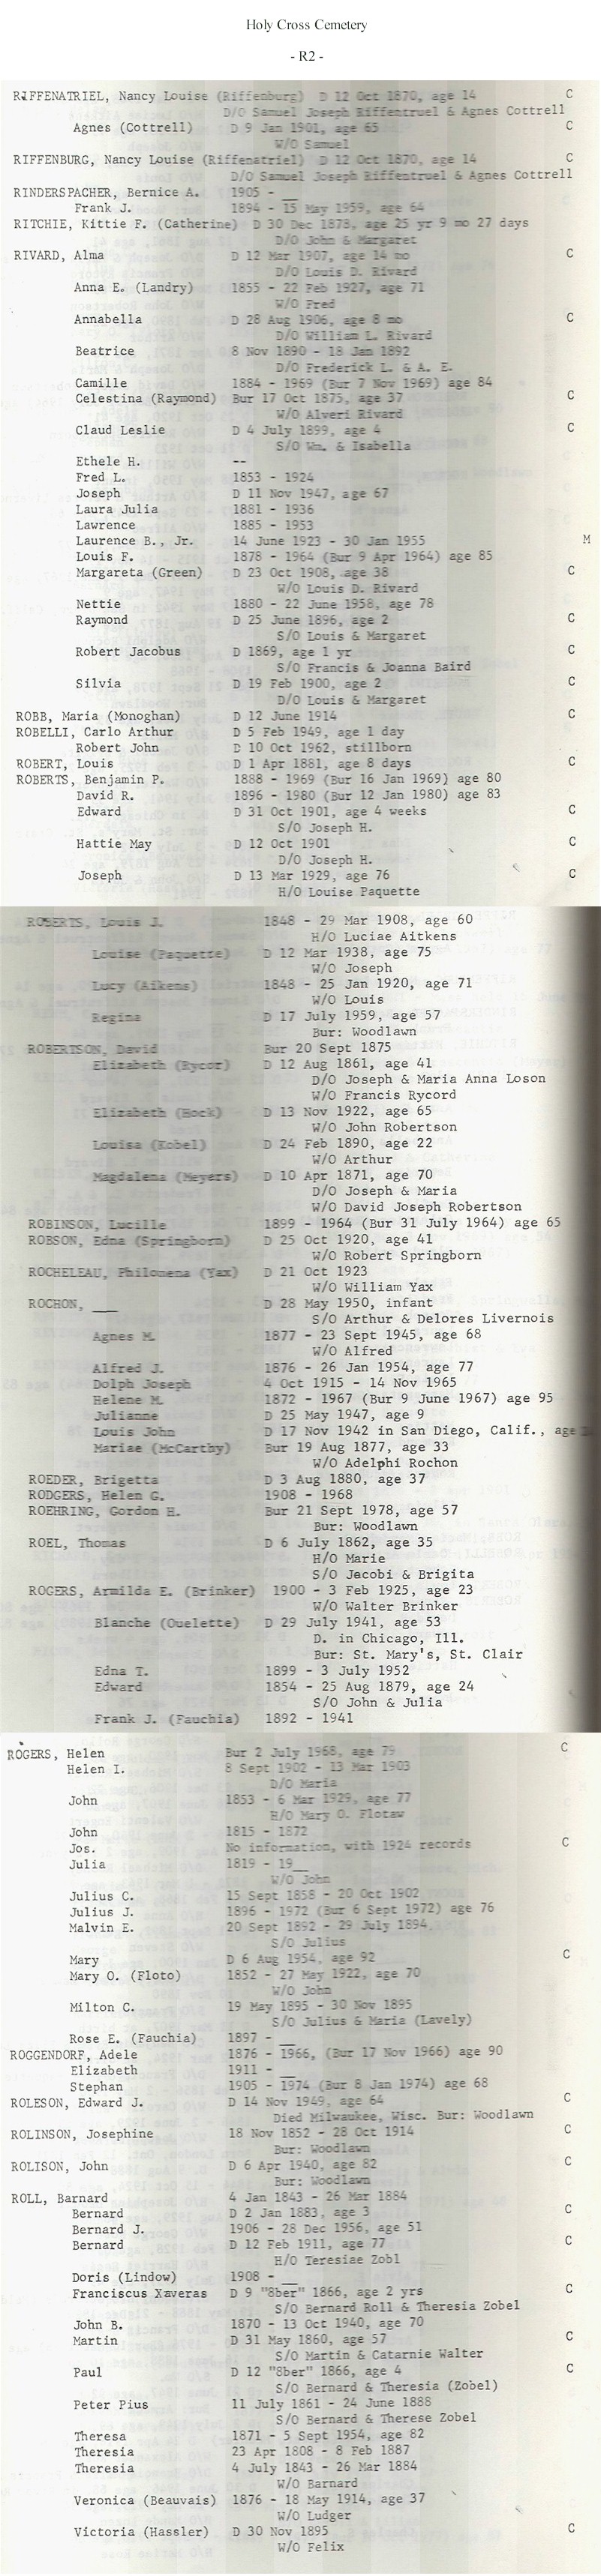 Holy Cross Cemetery
- R2 -
RIFFENATRIEL, Nancy Louise (Riffenburg) D 12 Oct 1870, age 14 C
D/O Samuel Joseph Riffentruel & Agnes Cottrell
Agnes (Cottrell) D 9 Jan 1901, age 65 C
W/O Samuel
RIFFENBURG, Nancy Louise (Riffenatriel) D 12 Oct 1870, age 14 C
D/O Samuel Joseph Riffentruel & Agnes Cottrell
RINDERSPACHER, Bernice A. 1905 - __
Frank J. 1894 - 15 May 1959, age 64
RITCHIE, Kittie F. (Catherine) D 30 Dec 1878, age 25 yr 9 mo 27 days
D/O John & Margaret
RIVARD, Alma D 12 Mar 1907, age 14 mo C
D/O Louis D. Rivard
Anna E. (Landry) 1855 - 22 Feb 1927, age 71
W/O Fred
Annabella D 28 Aug 1906, age 8 mo C
D/O William L. Rivard
Beatrice 8 Nov 1890 - 18 Jan 1892
D/O Frederick L. & A. E.
Camille 1884 - 1969 (Bur 7 Nov 1969) age 84
Celestina (Raymond) Bur 17 Oct 1875, age 37 C
W/O Alveri Rivard
Claud Leslie D 4 July 1899, age 4 C
S/O Wm. & Isabella
Ethele H. --
Fred L. 1853 - 1924
Joseph D 11 Nov 1947, age 67
Laura Julia 1881 - 1936
Lawrence 1885 - 1953
Laurence B., Jr. 14 June 1923 - 30 Jan 1955 M
Louis F. 1878 - 1964 (Bur 9 Apr 1964) age 85
Margareta (Green) D 23 Oct 1908, age 38 C
W/O Louis D. Rivard
Nettie 1880 - 22 June 1958, age 78
Raymond D 25 June 1896, age 2 C
S/O Louis & Margaret
Robert Jacobus D 1869, age 1 yr C
S/O Francis & Joanna Baird
Silvia D 19 Feb 1900, age 2 C
D/O Louis & Margaret
ROBB, Maria (Monoghan) D 12 June 1914 C
ROBELLI, Carlo Arthur D 5 Feb 1949, age 1 day
Robert John D 10 Oct 1962, stillborn
ROBERT, Louis D 1 Apr 1881, age 8 days C
ROBERTS, Benjamin P. 1888 - 1969 (Bur 16 Jan 1969) age 80
David R. 1896 - 1980 (Bur 12 Jan 1980) age 83
Edward D 31 Oct 1901, age 4 weeks C
S/O Joseph H.
Hattie May D 12 Oct 1901 C
D/O Joseph H.
Joseph D 13 Mar 1929, age 76 C
H/O Louise Paquette
ROBERTS, Louis J. 1848 - 29 Mar 1908, age 60
H/O Luciae Aitkens
Louise (Paquette) D 12 Mar 1938, age 75
W/O Joseph
Lucy (Aikens) 1848 - 25 Jan 1920, age 71
W/O Louis
Regina D 17 July 1959, age 57
Bur: Woodlawn
ROBERTSON, David Bur 20 Sept 1875
Elizabeth (Rycor) D 12 Aug 1861, age 41
D/O Joseph & Maria Anna Loson
W/O Francis Rycord
Elizabeth (Hock) D 13 Nov 1922, age 65
W/O John Robertson
Louisa (Kobel) D 24 Feb 1890, age 22
W/O Arthur
Magdalena (Meyers) D 10 Apr 1871, age 70
D/O Joseph & Maria
W/O David Joseph Robertson
ROBINSON, Lucille 1899 - 1964 (Bur 31 July 1964) age 65
ROBSON, Edna (Springborn) D 25 Oct 1920, age 41
W/O Robert Springborn
ROCHELEAU, Philomena (Yax) D 21 Oct 1923
W/O William Yax
ROCHON, ___ D 28 May 1950, infant
S/O Arthur & Delores Livernois
Agnes M. 1877 - 23 Sept 1945, age 68
W/O Alfred
Alfred J. 1876 - 26 Jan 1954, age 77
Dolph Joseph 4 Oct 1915 - 14 Nov 1965
Helene M. 1872 - 1967 (Bur 9 June 1967) age 95
Julianne D 25 May 1947, age 9
Louis John D 17 Nov 1942 in San Diego, Calif., age
Mariae (McCarthy) Bur 19 Aug 1877, age 33
W/O Adelphi Rochon
ROEDER, Brigetta D 3 Aug 1880, age 37
RODGERS, Helen G. 1908 - 1968
ROEHRING, Gordon H. Bur 21 Sept 1978, age 57
Bur: Woodlawn
ROEL, Thomas D 6 July 1862, age 35
H/O Marie
S/O Jacobi & Brigita
ROGERS, Armilda E. (Brinker) 1900 - 3 Feb 1925, age 23
W/O Walter Brinker
Blanche (Ouelette) D 29 July 1941, age 53
D. in Chicago, Ill.
Bur: St. Mary's, St. Clair
Edna T. 1899 - 3 July 1952
Edward 1854 - 25 Aug 1879, age 24
S/O John & Julia
Frank J. (Fauchia) 1892 - 1941
ROGERS, Helen Bur 2 July 1968, age 79 C
Helen I. 8 Sept 1902 - 13 Mar 1903
D/O Maria
John 1853 - 6 Mar 1929, age 77
H/O Mary O. Flotaw
John 1815 - 1872
Jos. No information, with 1924 records C
Julia 1819 - 19__
W/O John
Julius C. 15 Sept 1858 - 20 Oct 1902
Julius J. 1896 - 1972 (Bur 6 Sept 1972) age 76
Malvin E. 20 Sept 1892 - 29 July 1894
S/O Julius
Mary D 6 Aug 1954, age 92 C
Mary O. (Floto) 1852 - 27 May 1922, age 70
W/O John
Milton C. 19 May 1895 - 30 Nov 1895
S/O Julius & Maria (Lavely)
Rose E. (Fauchia) 1897 - __
ROGGENDORF, Adele 1876 - 1966, (Bur 17 Nov 1966) age 90
Elizabeth 1911 - __
Stephan 1905 - 1974 (Bur 8 Jan 1974) age 68
ROLESON, Edward J. D 14 Nov 1949, age 64 C
Died Milwaukee, Wisc. Bur: Woodlawn
ROLINSON, Josephine 18 Nov 1852 - 28 Oct 1914 C
Bur: Woodlawn
ROLISON, John D 6 Apr 1940, age 82 C
Bur: Woodlawn
ROLL, Barnard 4 Jan 1843 - 26 Mar 1884
Bernard D 2 Jan 1883, age 3 C
Bernard J. 1906 - 28 Dec 1956, age 51
Bernard D 12 Feb 1911, age 77 C
H/O Teresiae Zobl
Doris (Lindow) 1908 - __
Franciscus Xaveras D 9 "8ber" 1866, age 2 yrs C
S/O Bernard Roll & Theresia Zobel
John B. 1870 - 13 Oct 1940, age 70
Martin D 31 May 1860, age 57 C
S/O Martin & Catarnie Walter
Paul D 12 "8ber" 1866, age 4 C
S/O Bernard & Theresia (Zobel)
Peter Pius 11 July 1861 - 24 June 1888
S/O Bernard & Therese Zobel
Theresa 1871 - 5 Sept 1954, age 82
Theresia 23 Apr 1808 - 8 Feb 1887
Theresia 4 July 1843 - 26 Mar 1884
W/O Barnard
Veronica (Beauvais) 1876 - 18 May 1914, age 37
W/O Ludger
Victoria (Hassler) D 30 Nov 1895 C
W/O Felix